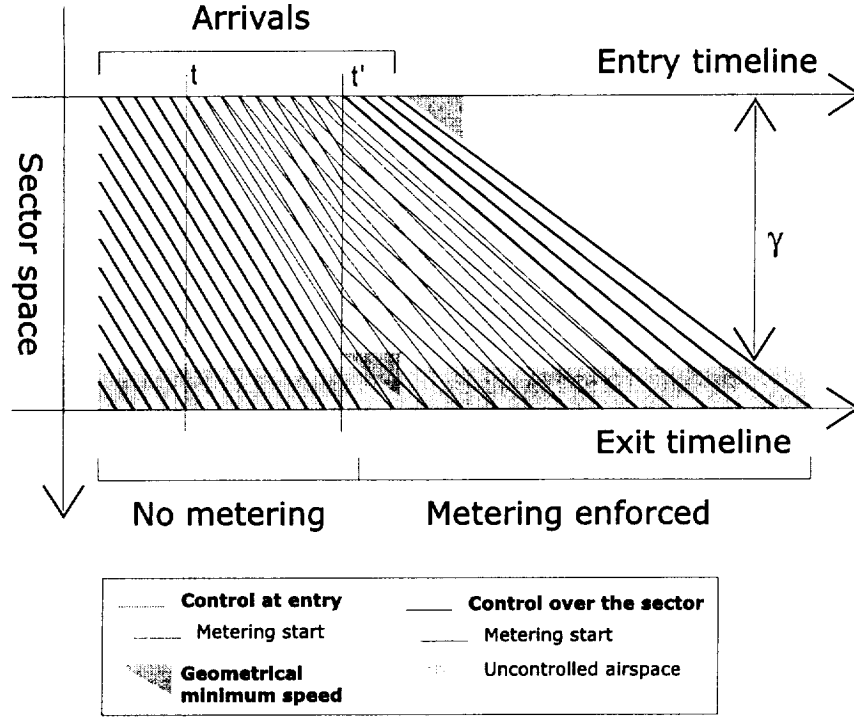 Arrivals
t
t'
Entry timeline
Sector space
γ
Exit timeline
No metering
Metering enforced
Control at entry
Control over the sector
Metering start
Metering start
Geometrical
minimum speed
Uncontrolled airspace